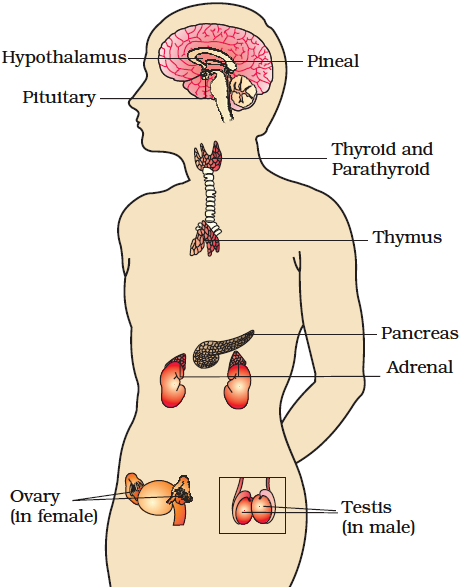 Hypothalamus
Pineal
Pituitary
Thyroid and
Parathyroid
Thymus
Pancreas
Adrenal
Ovary
(in female)
Testis
(in male)